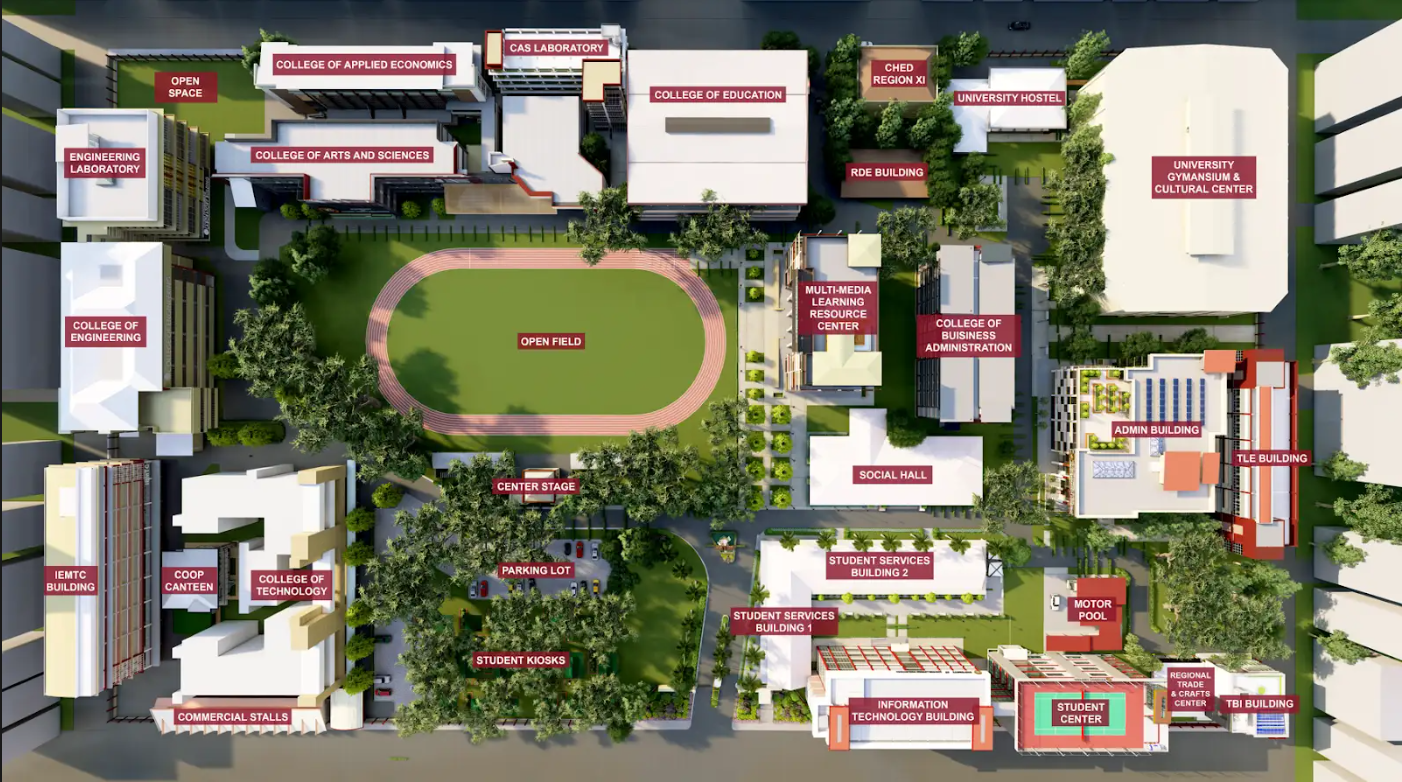 CAS LABORATORY
COLLEGE OF APPLIED ECONOMICS
OPEN
SPACE
CHED
REGION XI
COLLEGE OF EDUCATION
UNIVERSITY HOSTEL
ENGINEERING
LABORATORY
COLLEGE OF ARTS AND SCIENCES
RDE BUILDING
UNIVERSITY
GYMANSIUM &
CULTURAL CENTER
COLLEGE OF
ENGINEERING
OPEN FIELD
MULTI-MEDIA
LEARNING
RESOURCE
CENTER
COLLEGE OF
BUISINESS
ADMINISTRATION
ADMIN BUILDING
TLE BUILDING
SOCIAL HALL
CENTER STAGE
IEMTC
BUILDING
COOP
CANTEEN
COLLEGE OF
TECHNOLOGY
PARKING LOT
STUDENT SERVICES
BUILDING 2
STUDENT SERVICES
BUILDING 1
MOTOR
POOL
STUDENT KIOSKS
COMMERCIAL STALLS
INFORMATION
TECHNOLOGY BUILDING
STUDENT
CENTER
REGIONAL
TRADE
& CRAFTS
CENTER
TBI BUILDING